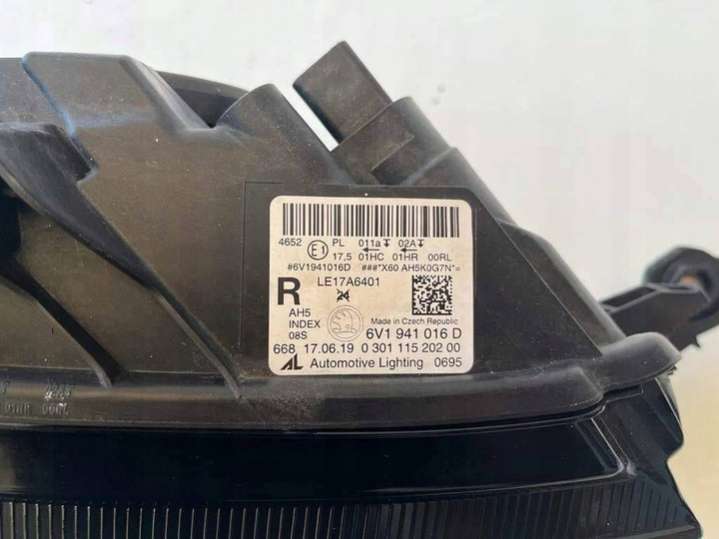 4652 E1 PL 011a 02A
17,5 01HC 01HR 00RL
#6V1941016D ###*X60 AH5K0G7N*=
R LE17A6401
24
AH5
INDEX
08S
Made in Czech Republic
6V1 941 016 D
668 17.06.19 0 301 115 202 00
AL Automotive Lighting 0695